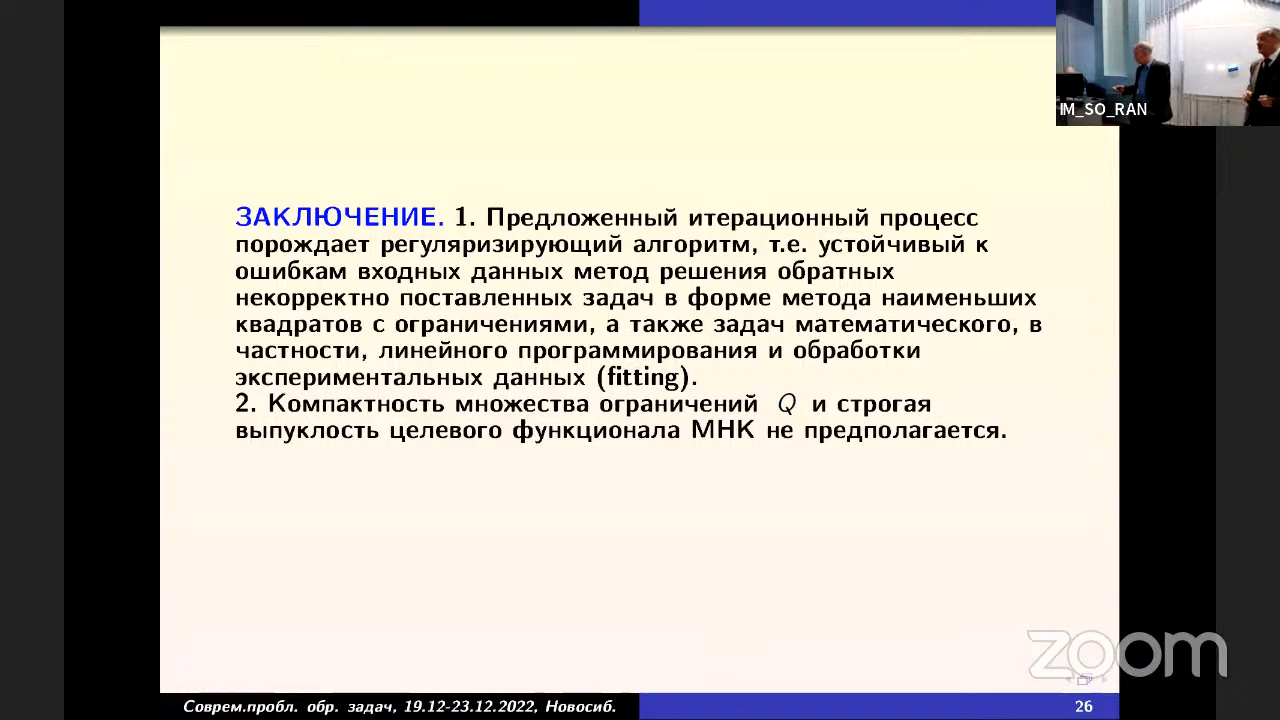 IM_SO_RAN
ЗАКЛЮЧЕНИЕ. 1. Предложенный итерационный процесс
порождает регуляризирующий алгоритм, т.е. устойчивый к
ошибкам входных данных метод решения обратных
некорректно поставленных задач в форме метода наименьших
квадратов с ограничениями, а также задач математического, в
частности, линейного программирования и обработки
экспериментальных данных (fitting).
2. Компактность множества ограничений Q и строгая
выпуклость целевого функционала МНК не предполагается.
zoom
Соврем.пробл. обр. задач, 19.12-23.12.2022, Новосиб.
26